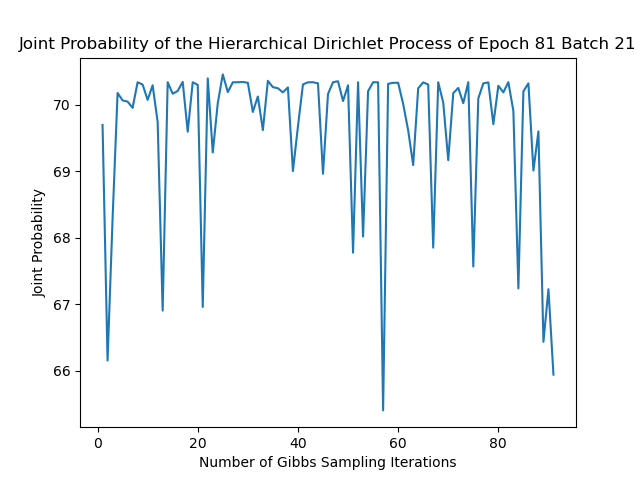 Joint Probability of the Hierarchical Dirichlet Process of Epoch 81 Batch 21
70
69
68
67
66
Joint Probability
0 20 40 60 80
Number of Gibbs Sampling Iterations